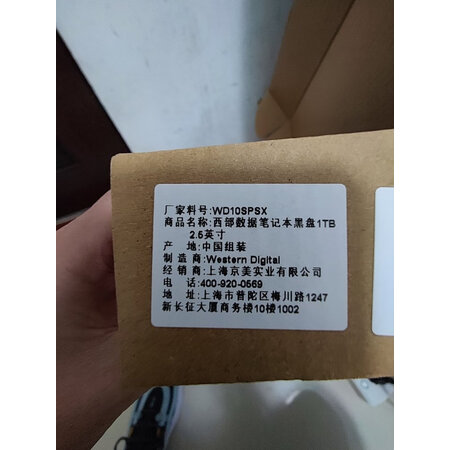 厂家料号:WD10SPSX
商品名称:西部数据笔记本黑盘1TB
2.5英寸
产 地:中国组装
制造商:Western Digital
经销商:上海京美实业有限公司
电 话:400-920-0569
地 址:上海市普陀区梅川路1247
新长征大厦商务楼10楼1002